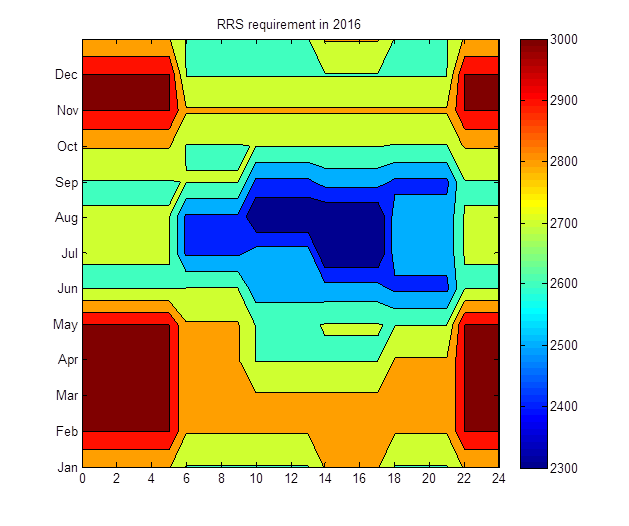 RRS requirement in 2016
Dec
Nov
Oct
Sep
Aug
Jul
Jun
May
Apr
Mar
Feb
Jan
0 2 4 6 8 10 12 14 16 18 20 22 24
3000
2900
2800
2700
2600
2500
2400
2300